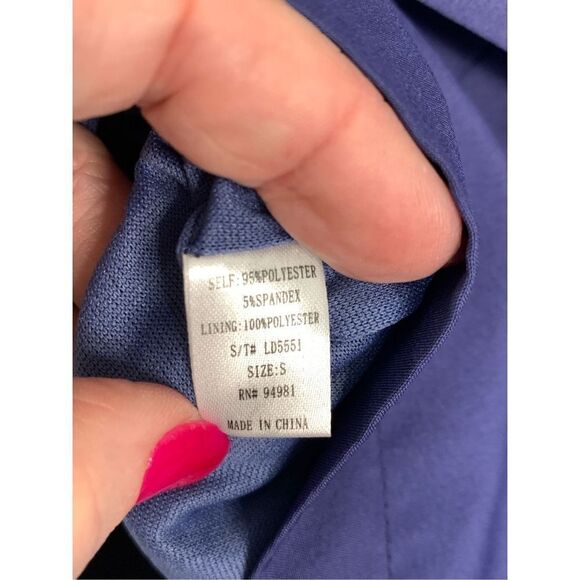 SELF:95%POLYESTER
5%SPANDEX
LINING:100%POLYESTER
S/T# LD5551
SIZE:S
RN# 94981
MADE IN CHINA